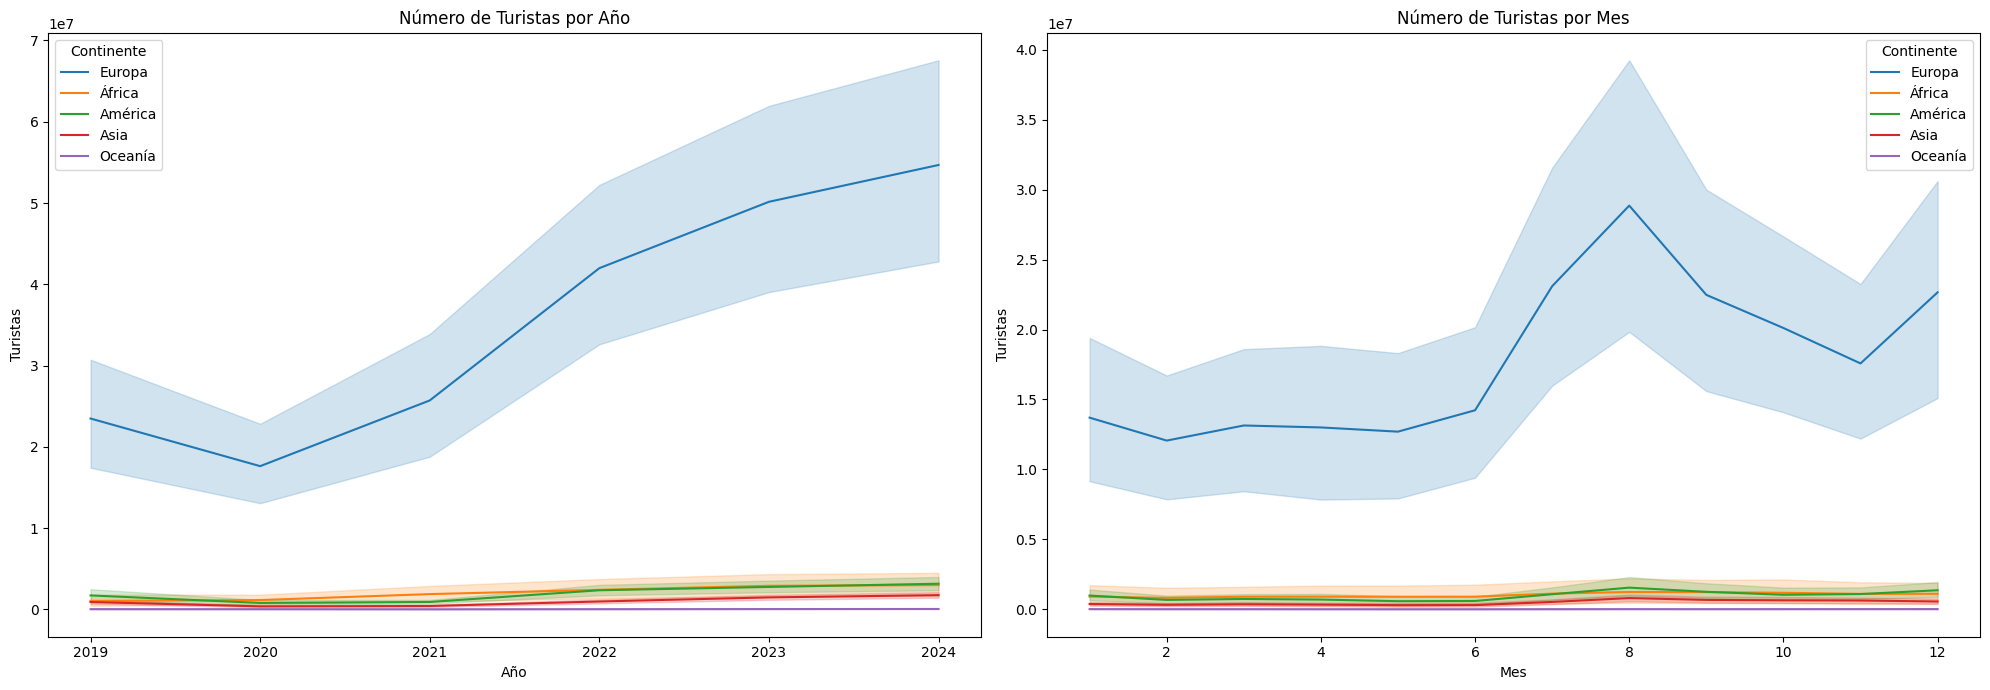 Número de Turistas por Año
1e7
7
6
5
4
3
2
1
0
Turistas
Continente
Europa
África
América
Asia
Oceanía
2019 2020 2021 2022 2023 2024
Año
Número de Turistas por Mes
1e7
4.0
3.5
3.0
2.5
2.0
1.5
1.0
0.5
0.0
Turistas
Continente
Europa
África
América
Asia
Oceanía
2 4 6 8 10 12
Mes